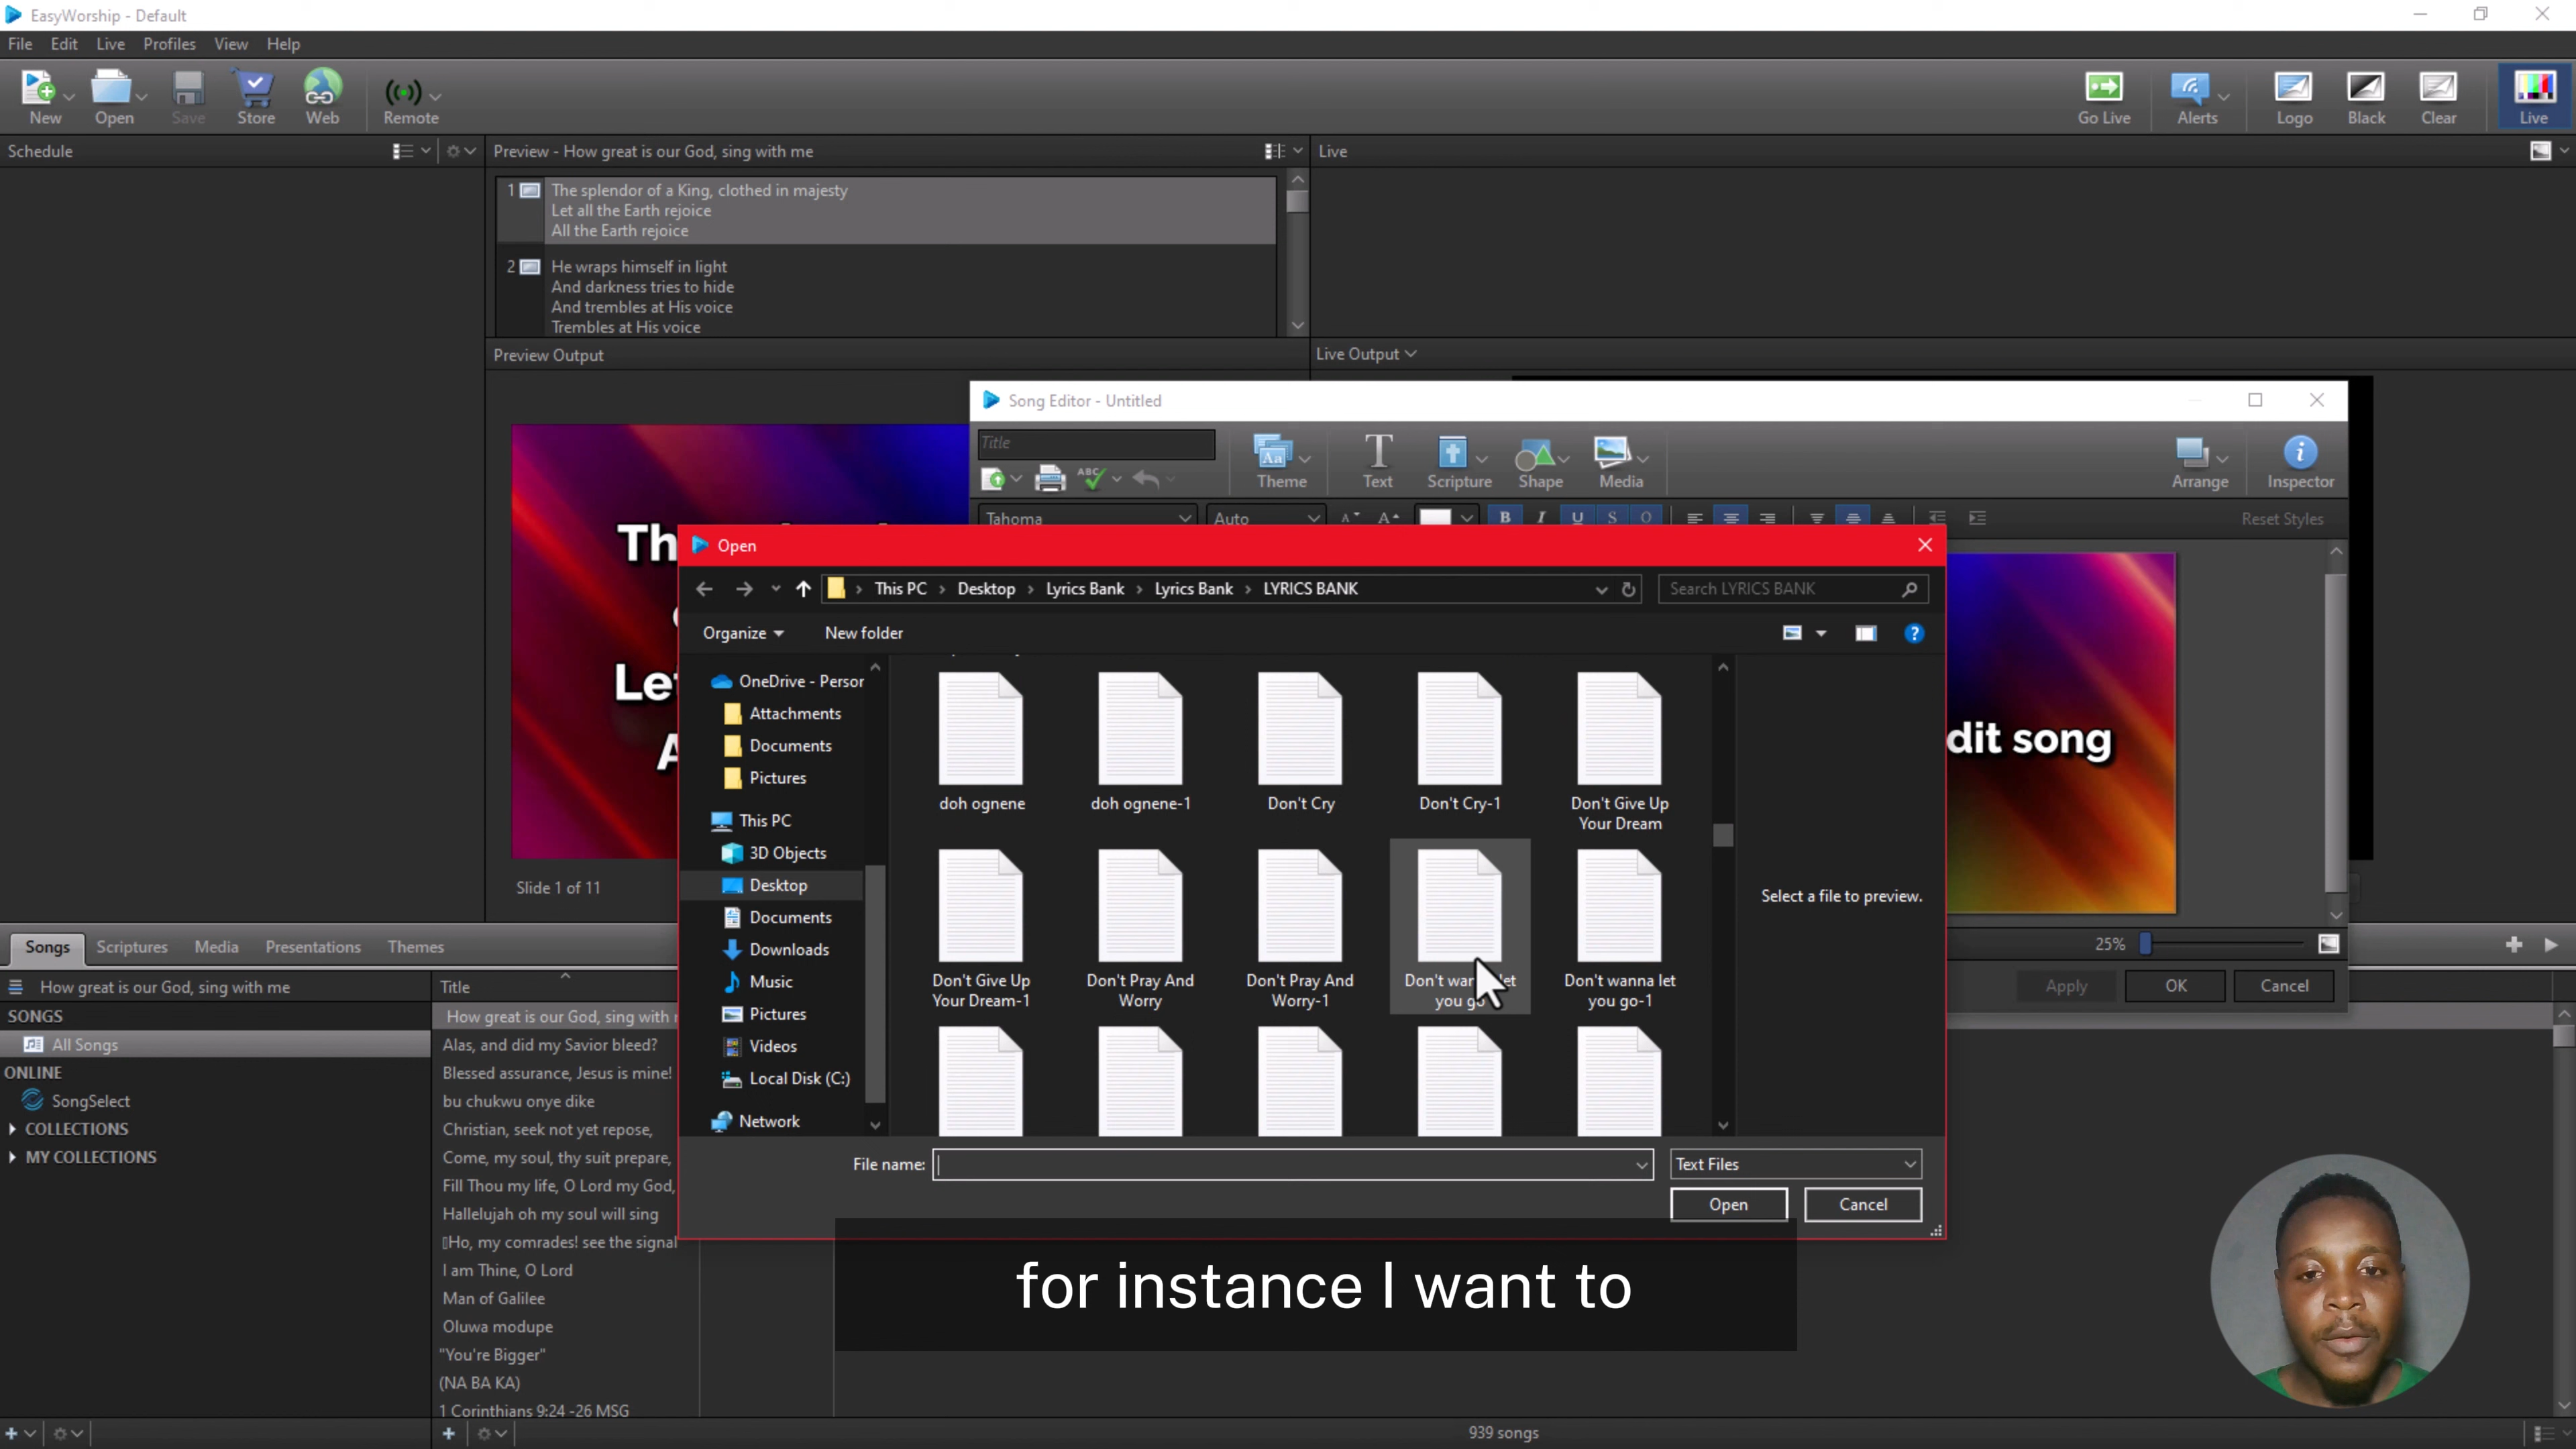 EasyWorship - Default
File Edit Live Profiles View Help
New Open Save Store Web Remote Go Live Alerts Logo Black Clear Live
Schedule
Preview - How great is our God, sing with me
Live
1 The splendor of a King, clothed in majesty
Let all the Earth rejoice
All the Earth rejoice
2 He wraps himself in light
And darkness tries to hide
And trembles at His voice
Trembles at His voice
Preview Output
Live Output
Th
Le
A
Slide 1 of 11
Song Editor - Untitled
Title
ABC
Aa
Theme Text Scripture Shape Media Arrange Inspector
Tahoma Auto B I U S O Reset Styles
dit song
25%
Apply OK Cancel
Open
This PC > Desktop > Lyrics Bank > Lyrics Bank > LYRICS BANK
Search LYRICS BANK
Organize New folder
OneDrive - Person
Attachments
Documents
Pictures
This PC
3D Objects
Desktop
Documents
Downloads
Music
Pictures
Videos
Local Disk (C:)
Network
doh ognene
doh ognene-1
Don't Cry
Don't Cry-1
Don't Give Up
Your Dream
Don't Give Up
Your Dream-1
Don't Pray And
Worry
Don't Pray And
Worry-1
Don't wan let
you go
Don't wanna let
you go-1
Select a file to preview.
File name:
Text Files
Open Cancel
Songs Scriptures Media Presentations Themes
How great is our God, sing with me
SONGS
All Songs
ONLINE
SongSelect
COLLECTIONS
MY COLLECTIONS
Title
How great is our God, sing with
Alas, and did my Savior bleed?
Blessed assurance, Jesus is mine!
bu chukwu onye dike
Christian, seek not yet repose,
Come, my soul, thy suit prepare,
Fill Thou my life, O Lord my God,
Hallelujah oh my soul will sing
Ho, my comrades! see the signal
I am Thine, O Lord
Man of Galilee
Oluwa modupe
"You're Bigger"
(NA BA KA)
1 Corinthians 9:24 -26 MSG
939 songs
for instance I want to